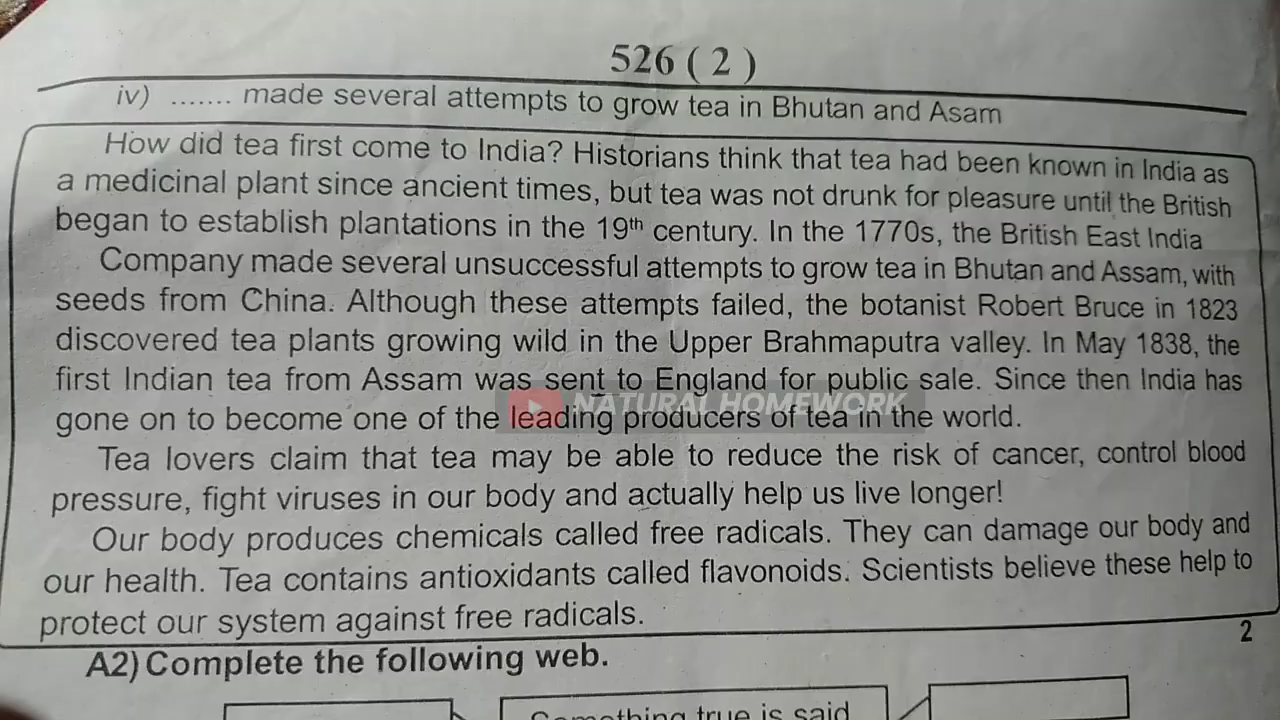 526 ( 2 )
iv) ....... made several attempts to grow tea in Bhutan and Asam
How did tea first come to India? Historians think that tea had been known in India as
a medicinal plant since ancient times, but tea was not drunk for pleasure until the British
began to establish plantations in the 19th century. In the 1770s, the British East India
Company made several unsuccessful attempts to grow tea in Bhutan and Assam, with
seeds from China. Although these attempts failed, the botanist Robert Bruce in 1823
discovered tea plants growing wild in the Upper Brahmaputra valley. In May 1838, the
first Indian tea from Assam was sent to England for public sale. Since then India has
NATURAL HOMEWORK
gone on to become one of the leading producers of tea in the world.
Tea lovers claim that tea may be able to reduce the risk of cancer, control blood
pressure, fight viruses in our body and actually help us live longer!
Our body produces chemicals called free radicals. They can damage our body and
our health. Tea contains antioxidants called flavonoids. Scientists believe these help to
protect our system against free radicals.
2
A2) Complete the following web.
Something true is said